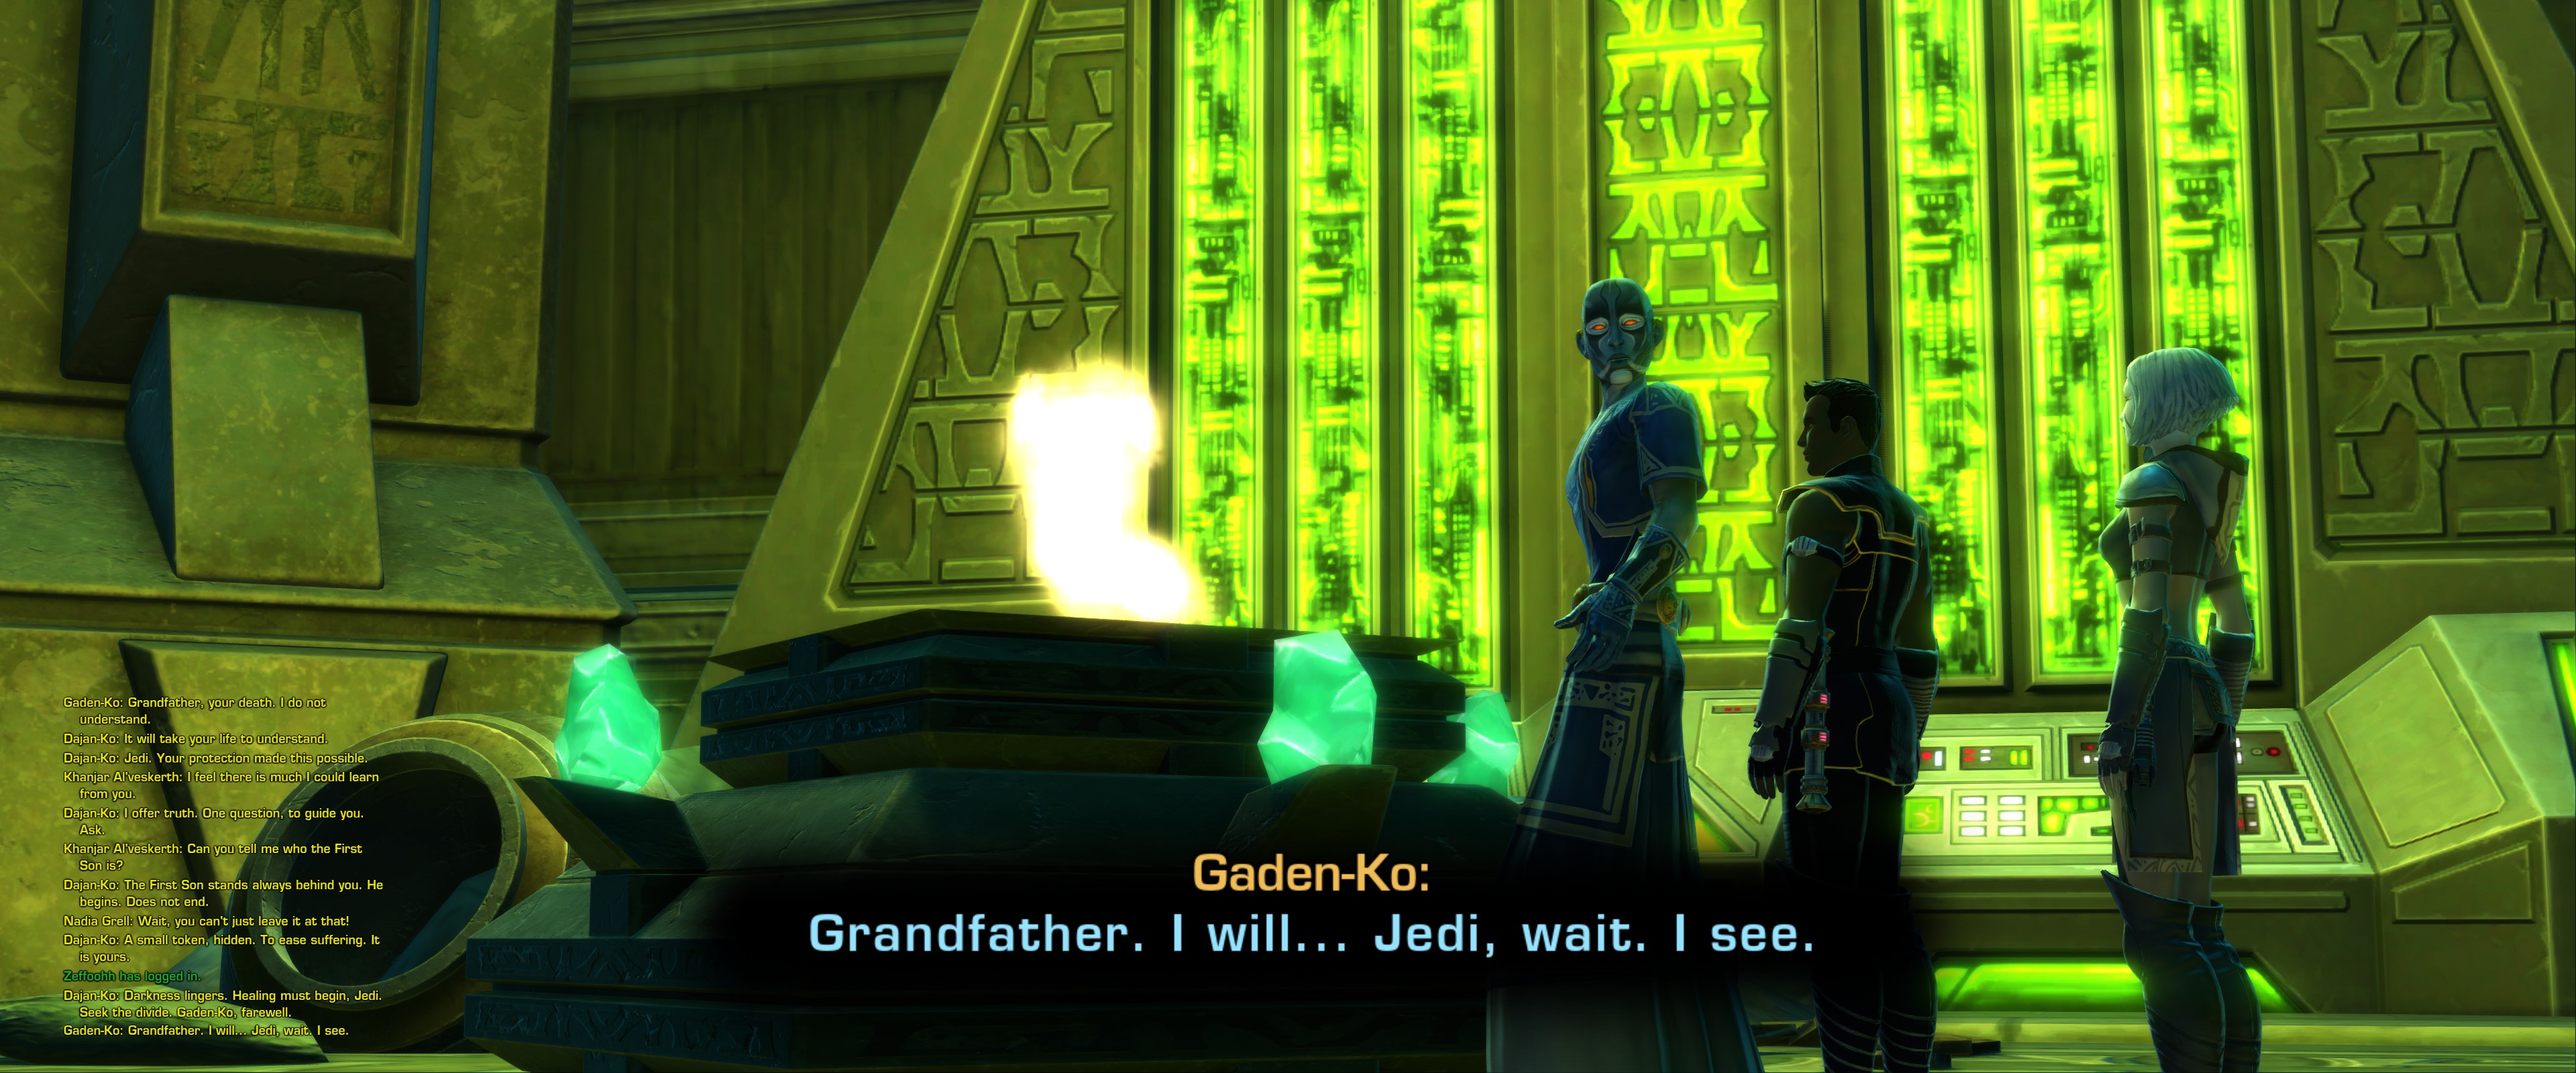 Gaden-Ko: Grandfather, your death. I do not
understand.
Dajan-Ko: It will take your life to understand.
Dajan-Ko: Jedi. Your protection made this possible.
Khanjar Al'veskerth: I feel there is much I could learn
from you.
Dajan-Ko: I offer truth. One question, to guide you.
Ask.
Khanjar Al'veskerth: Can you tell me who the First
Son is?
Dajan-Ko: The First Son stands always behind you. He
begins. Does not end.
Nadia Grell: Wait, you can't just leave it at that!
Dajan-Ko: A small token, hidden. To ease suffering. It
is yours.
Zeffoohh has logged in.
Dajan-Ko: Darkness lingers. Healing must begin, Jedi.
Seek the divide. Gaden-Ko, farewell.
Gaden-Ko: Grandfather. I will... Jedi, wait. I see.
Gaden-Ko:
Grandfather. I will... Jedi, wait. I see.